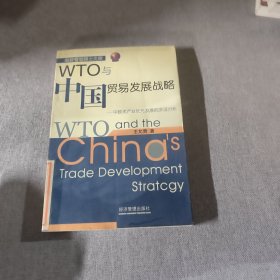 WTO与
中国贸易发展战略
WTO and the
China's
Trade Development
Stratcgy
经济管理出版社